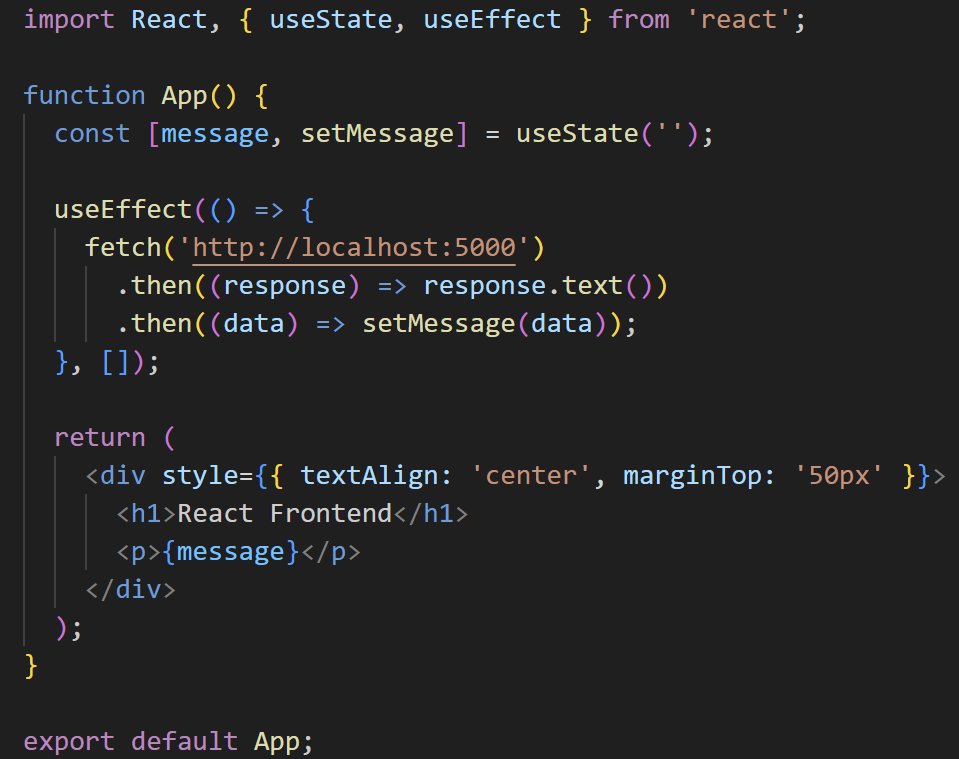 import React, { useState, useEffect } from 'react';

function App() {
  const [message, setMessage] = useState('');

  useEffect(() => {
    fetch('http://localhost:5000')
      .then((response) => response.text())
      .then((data) => setMessage(data));
  }, []);

  return (
    <div style={{ textAlign: 'center', marginTop: '50px' }}>
      <h1>React Frontend</h1>
      <p>{message}</p>
    </div>
  );
}

export default App;